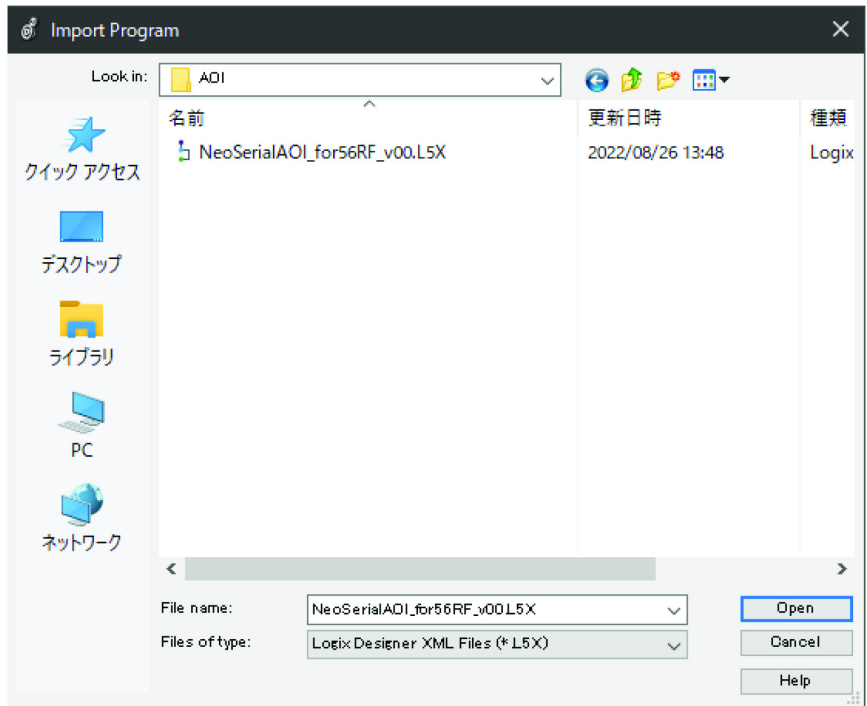 Import Program
Look in: AOI
名前 更新日時 種類
NeoSerialAOI_for56RF_v00.L5X 2022/08/26 13:48 Logix
クイック アクセス
デスクトップ
ライブラリ
PC
ネットワーク
File name: NeoSerialAOI_for56RF_v00.L5X Open
Files of type: Logix Designer XML Files (*.L5X) Cancel
Help